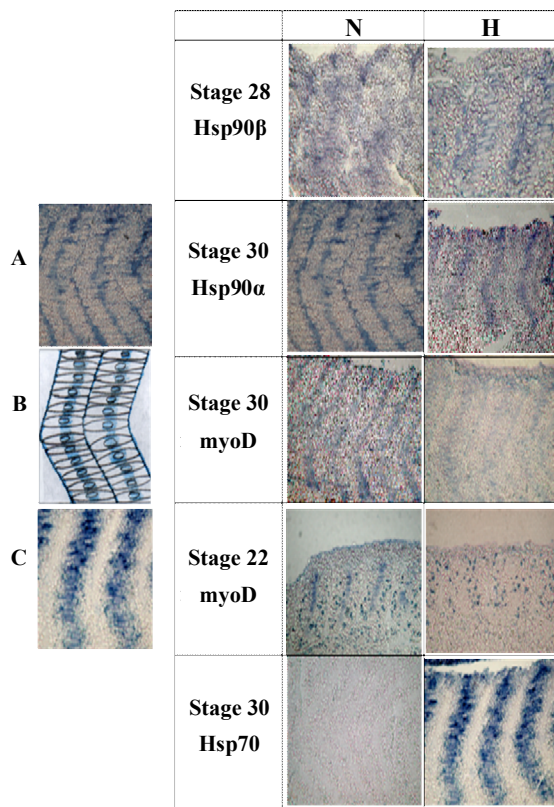 N H
Stage 28
Hsp90β
A
Stage 30
Hsp90α
B
Stage 30
myoD
C
Stage 22
myoD
Stage 30
Hsp70